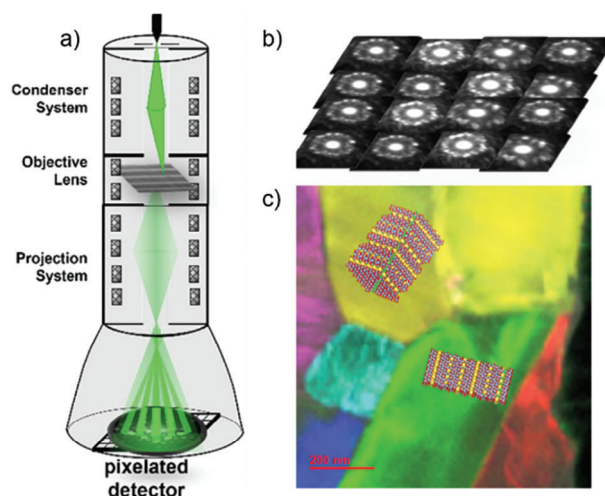 a)
Condenser
System
Objective
Lens
Projection
System
pixelated
detector
b)
c)
200 nm